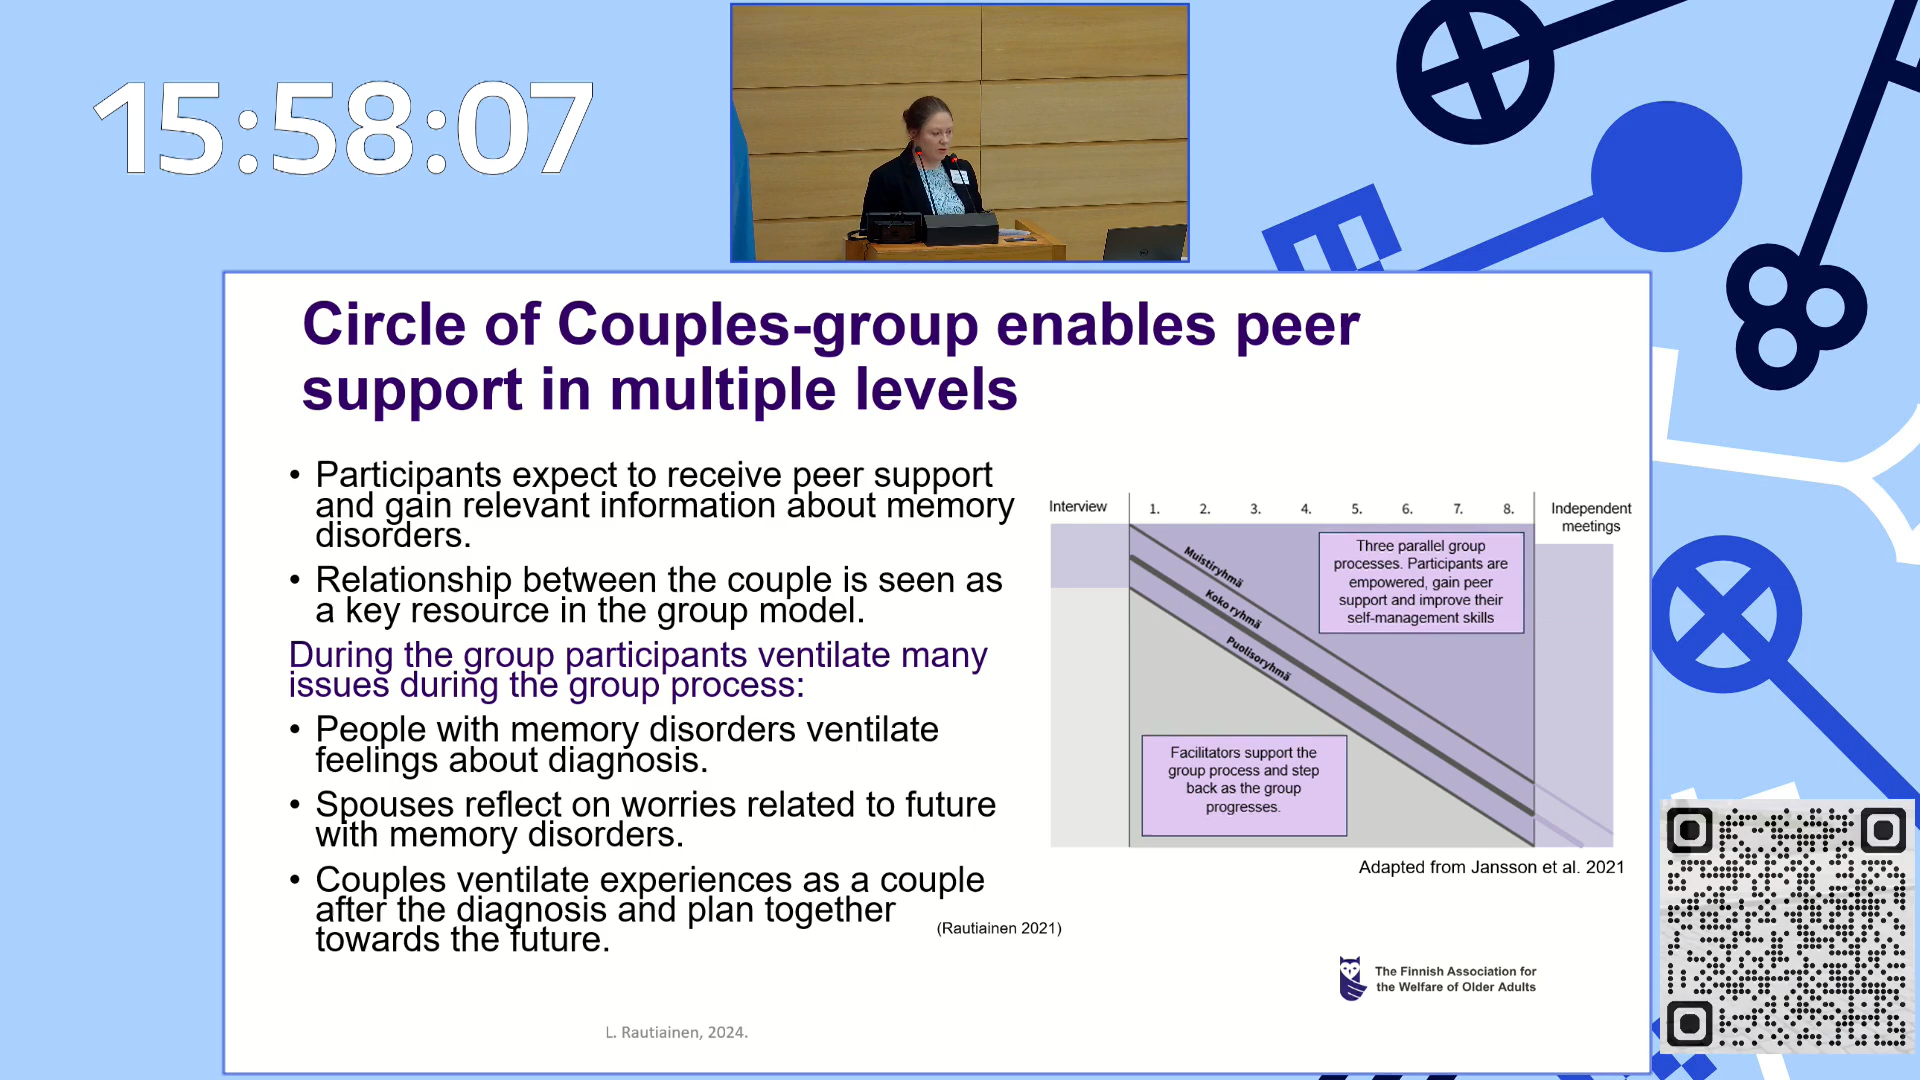 15:58:07
Circle of Couples-group enables peer
support in multiple levels
• Participants expect to receive peer support
and gain relevant information about memory
disorders.
• Relationship between the couple is seen as
a key resource in the group model.
During the group participants ventilate many
issues during the group process:
• People with memory disorders ventilate
feelings about diagnosis.
• Spouses reflect on worries related to future
with memory disorders.
• Couples ventilate experiences as a couple
after the diagnosis and plan together
towards the future.
(Rautiainen 2021)
Interview
1. 2. 3. 4. 5. 6. 7. 8.
Independent
meetings
Muistiryhmä
Koko ryhmä
Puolisoryhmä
Three parallel group
processes. Participants are
empowered, gain peer
support and improve their
self-management skills
Facilitators support the
group process and step
back as the group
progresses.
Adapted from Jansson et al. 2021
The Finnish Association for
the Welfare of Older Adults
L. Rautiainen, 2024.